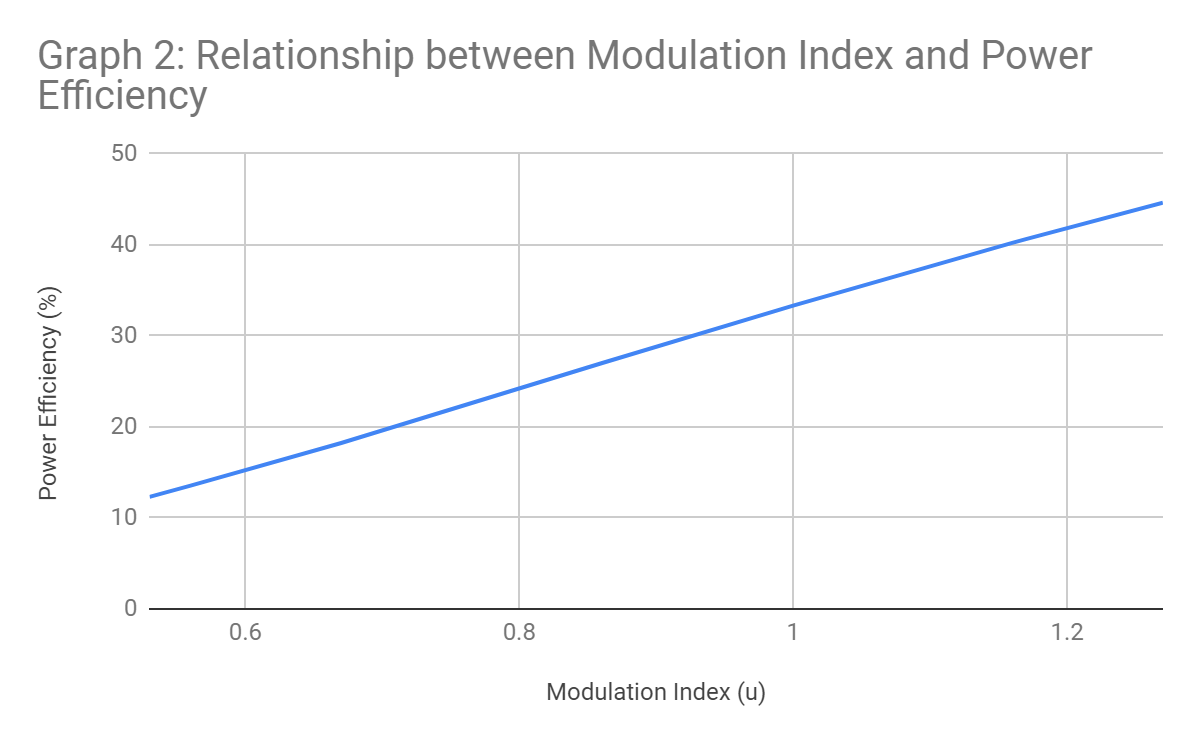 Graph 2: Relationship between Modulation Index and Power
Efficiency
50
40
30
20
10
0
Power Efficiency (%)
0.6
0.8
1
1.2
Modulation Index (u)